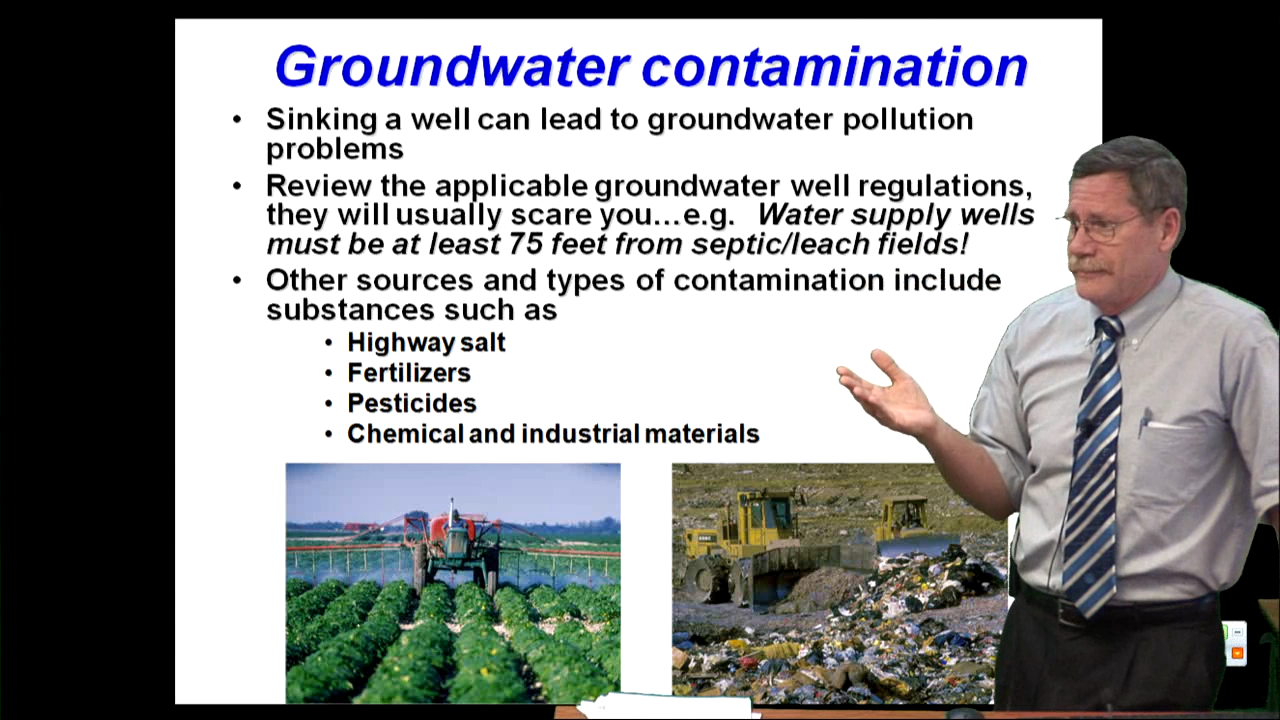 Groundwater contamination
• Sinking a well can lead to groundwater pollution
problems
• Review the applicable groundwater well regulations,
they will usually scare you…e.g. Water supply wells
must be at least 75 feet from septic/leach fields!
• Other sources and types of contamination include
substances such as
• Highway salt
• Fertilizers
• Pesticides
• Chemical and industrial materials